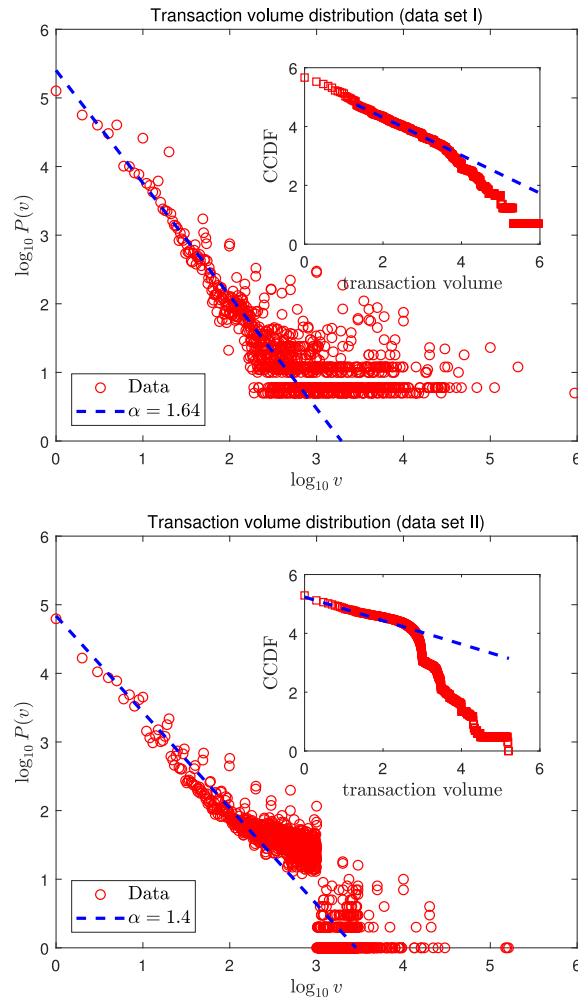 Transaction volume distribution (data set I)
6
5
4
3
2
1
0
log10 P(v)
0 1 2 3 4 5 6
log10 v
Data
α = 1.64
6
4
2
0
CCDF
0 2 4 6
transaction volume
Transaction volume distribution (data set II)
6
5
4
3
2
1
0
log10 P(v)
0 1 2 3 4 5 6
log10 v
Data
α = 1.4
6
4
2
0
CCDF
0 2 4 6
transaction volume